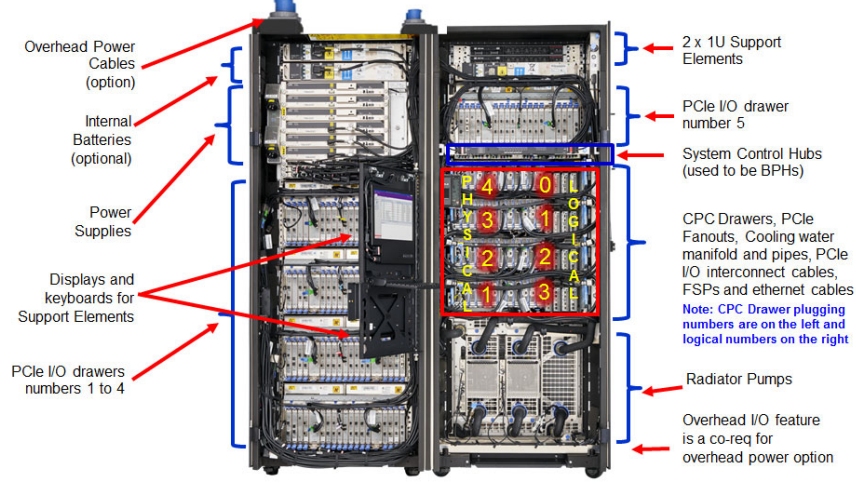 Overhead Power
Cables
(option)
Internal
Batteries
(optional)
Power
Supplies
Displays and
keyboards for
Support Elements
PCIe I/O drawers
numbers 1 to 4
PHYSICAL
4
3
2
1
0
1
2
3
LOGICAL
2 x 1U Support
Elements
PCIe I/O drawer
number 5
System Control Hubs
(used to be BPHs)
CPC Drawers, PCIe
Fanouts, Cooling water
manifold and pipes, PCIe
I/O interconnect cables,
FSPs and ethernet cables
Note: CPC Drawer plugging
numbers are on the left and
logical numbers on the right
Radiator Pumps
Overhead I/O feature
is a co-req for
overhead power option